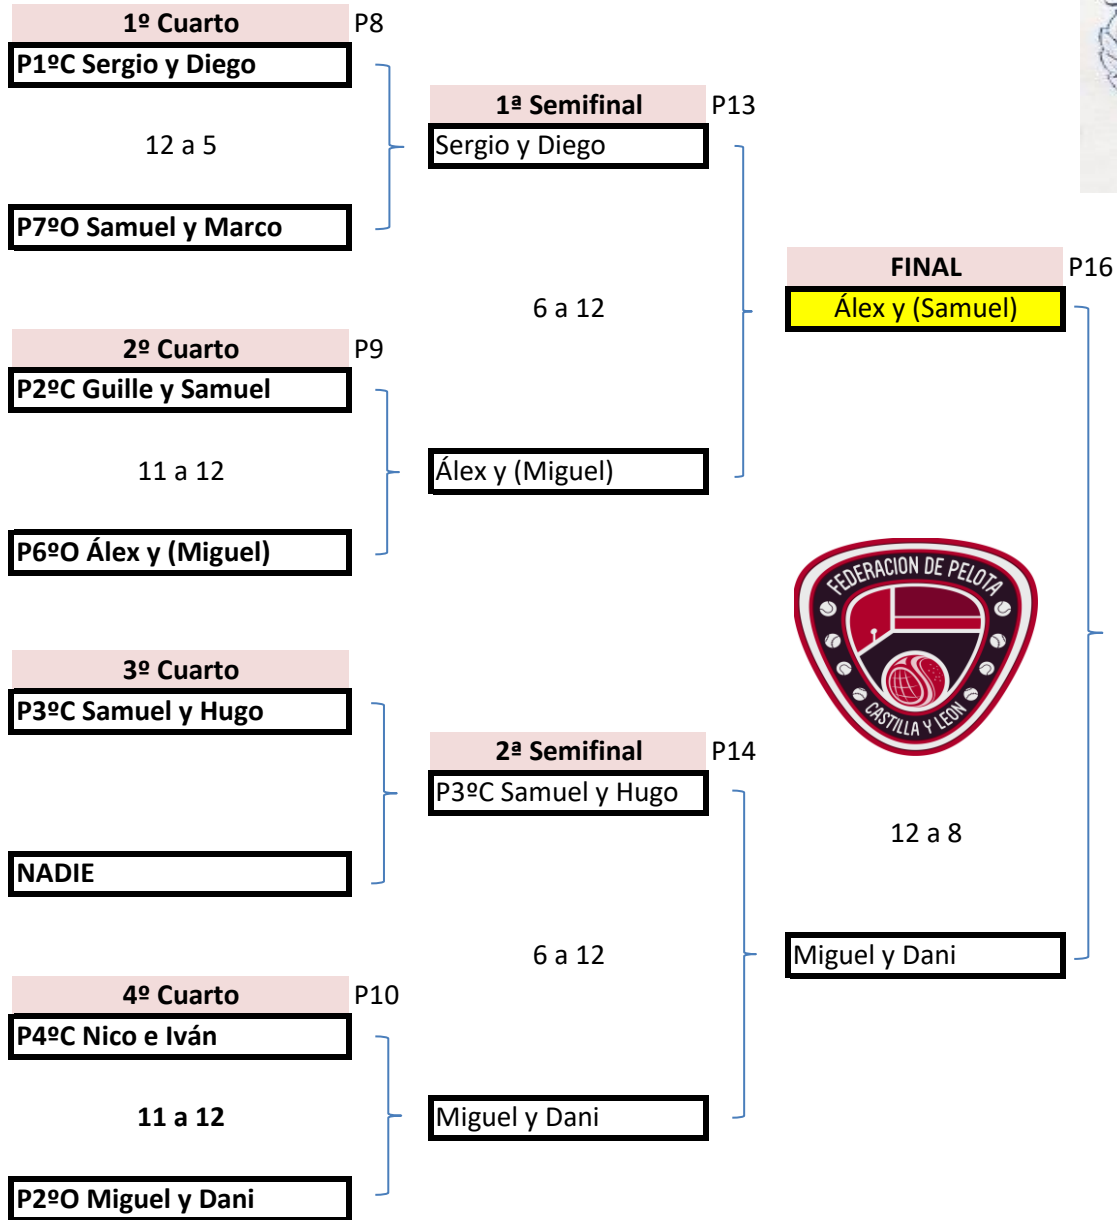 1º Cuarto P8
P1ºC Sergio y Diego
12 a 5
P7ºO Samuel y Marco
2º Cuarto P9
P2ºC Guille y Samuel
11 a 12
P6ºO Álex y (Miguel)
3º Cuarto
P3ºC Samuel y Hugo
NADIE
4º Cuarto P10
P4ºC Nico e Iván
11 a 12
P2ºO Miguel y Dani
1ª Semifinal P13
Sergio y Diego
6 a 12
Álex y (Miguel)
2ª Semifinal P14
P3ºC Samuel y Hugo
6 a 12
Miguel y Dani
FINAL P16
Álex y (Samuel)
FEDERACION DE PELOTA
CASTILLA Y LEON
12 a 8
Miguel y Dani